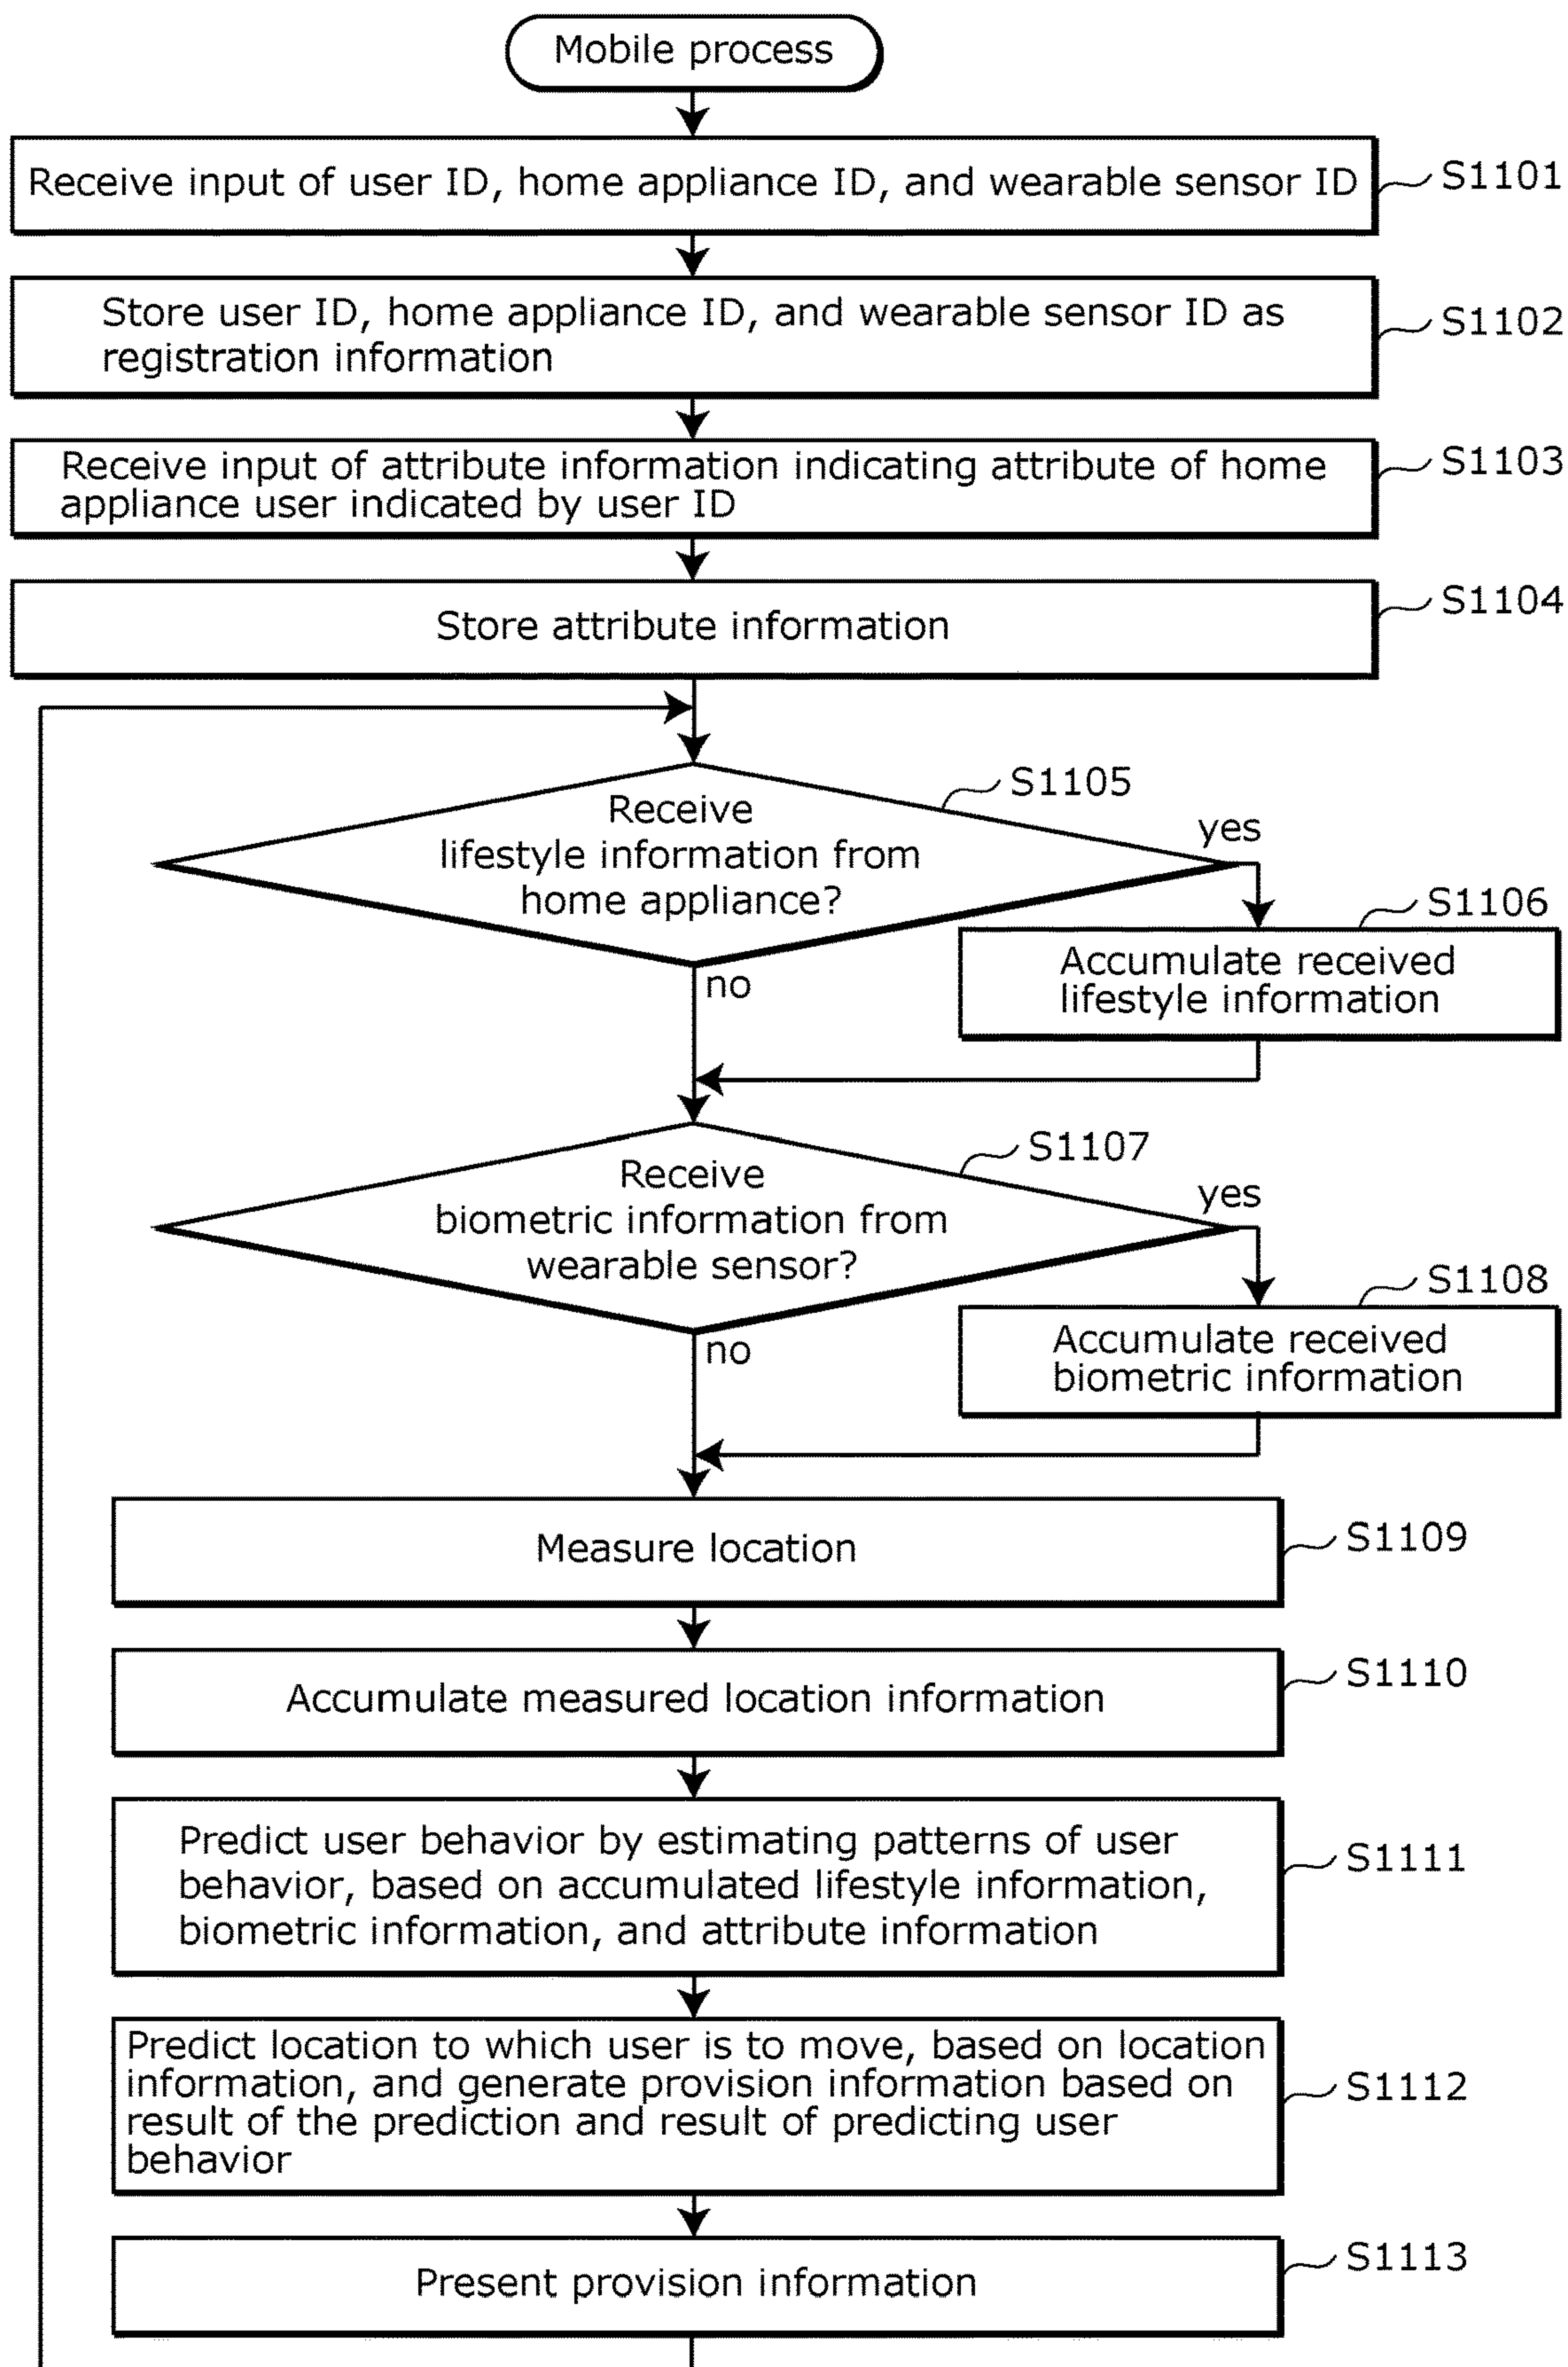 Mobile process
Receive input of user ID, home appliance ID, and wearable sensor ID
S1101
Store user ID, home appliance ID, and wearable sensor ID as
registration information
S1102
Receive input of attribute information indicating attribute of home
appliance user indicated by user ID
S1103
Store attribute information
S1104
S1105
Receive
lifestyle information from
home appliance?
yes
no
S1106
Accumulate received
lifestyle information
S1107
Receive
biometric information from
wearable sensor?
yes
no
S1108
Accumulate received
biometric information
Measure location
S1109
Accumulate measured location information
S1110
Predict user behavior by estimating patterns of user
behavior, based on accumulated lifestyle information,
biometric information, and attribute information
S1111
Predict location to which user is to move, based on location
information, and generate provision information based on
result of the prediction and result of predicting user
behavior
S1112
Present provision information
S1113